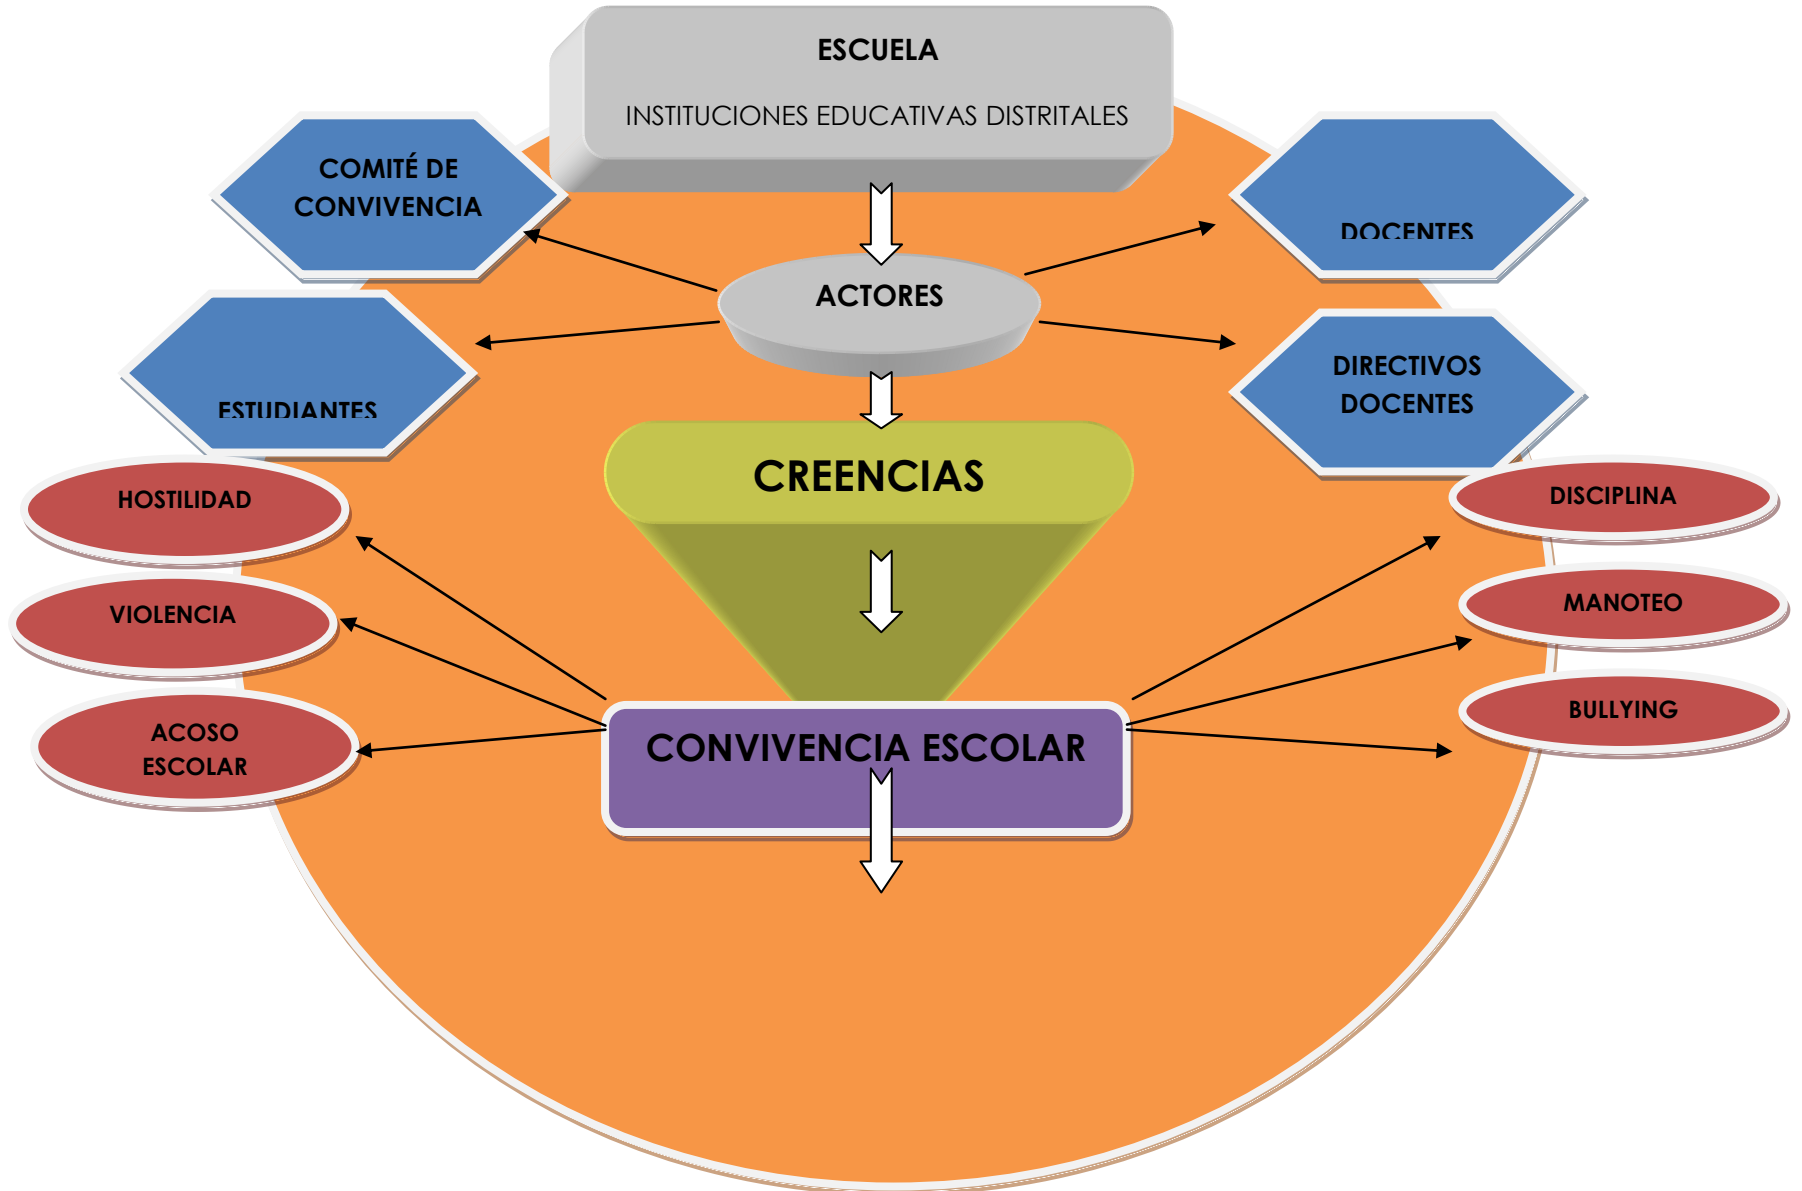 ESCUELA
INSTITUCIONES EDUCATIVAS DISTRITALES
COMITÉ DE
CONVIVENCIA
DOCENTES
ACTORES
ESTUDIANTES
DIRECTIVOS
DOCENTES
CREENCIAS
HOSTILIDAD
DISCIPLINA
VIOLENCIA
MANOTEO
ACOSO
ESCOLAR
BULLYING
CONVIVENCIA ESCOLAR